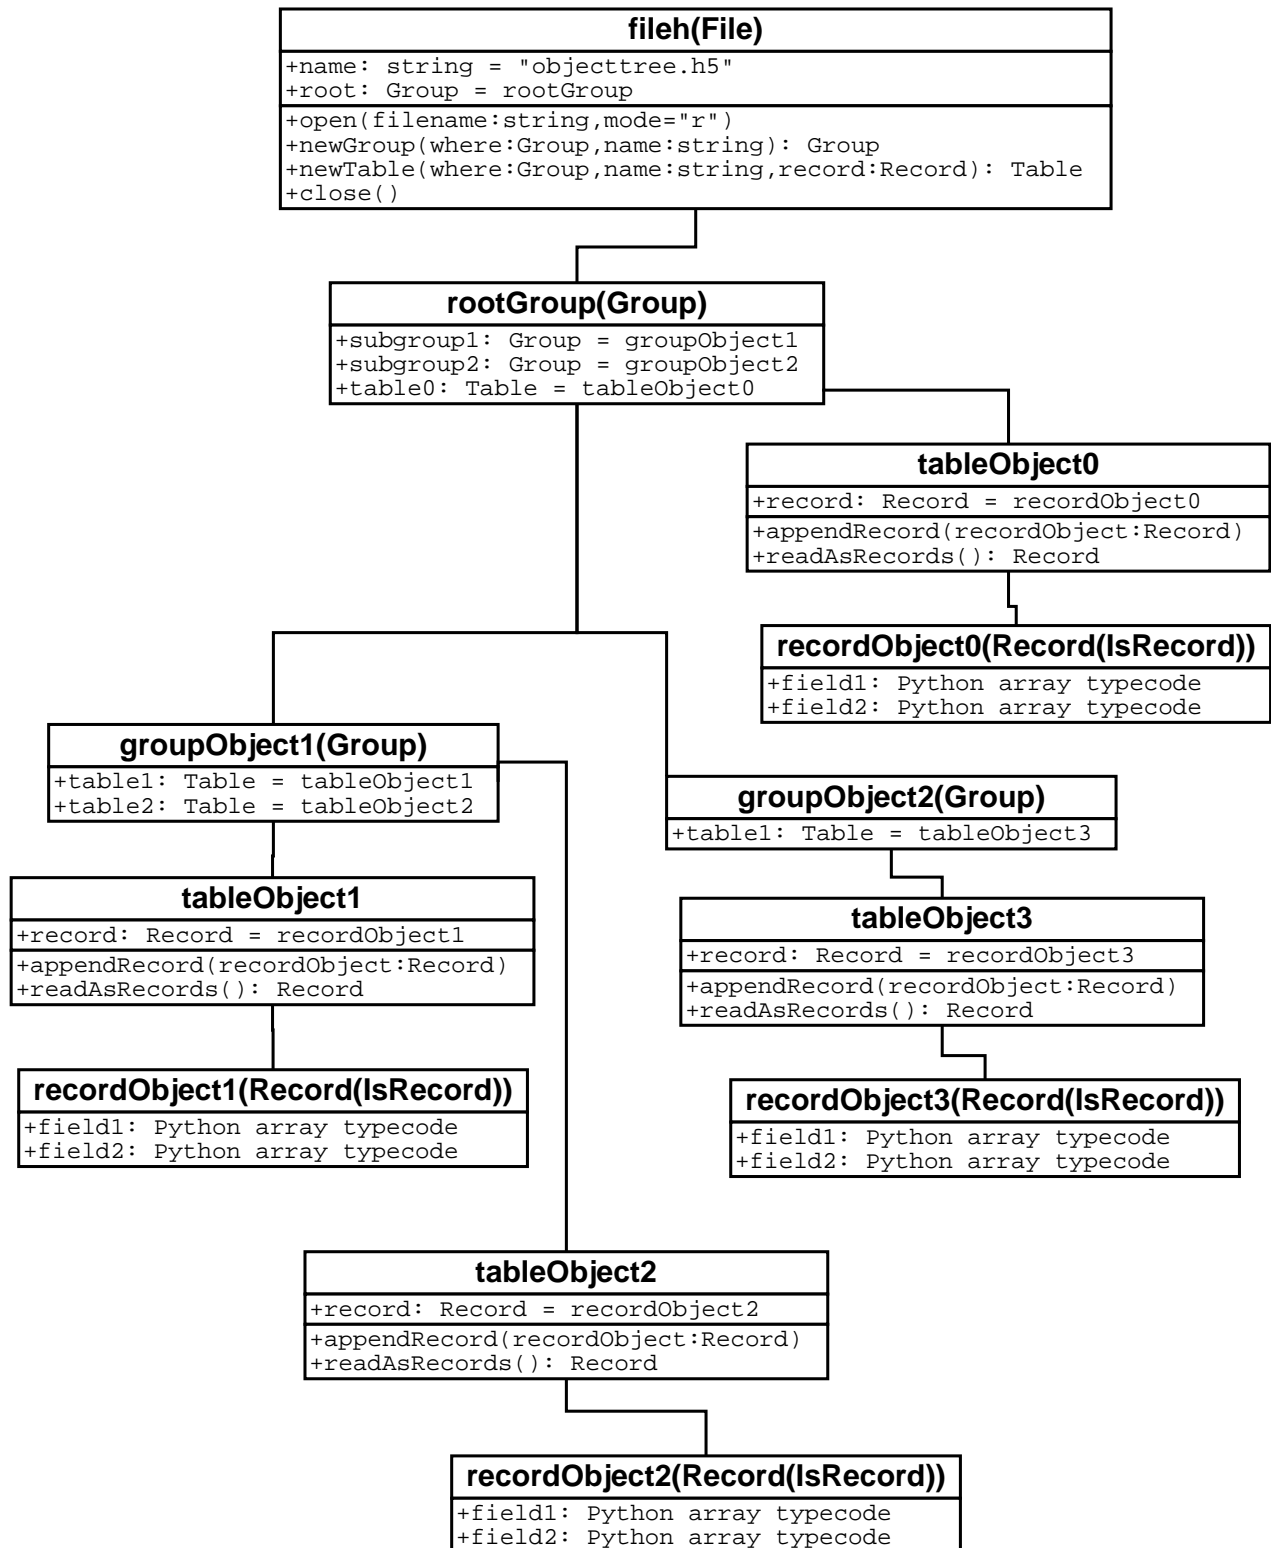 fileh(File)
+name: string = "objecttree.h5"
+root: Group = rootGroup
+open(filename:string,mode="r")
+newGroup(where:Group,name:string): Group
+newTable(where:Group,name:string,record:Record): Table
+close()
rootGroup(Group)
+subgroup1: Group = groupObject1
+subgroup2: Group = groupObject2
+table0: Table = tableObject0
tableObject0
+record: Record = recordObject0
+appendRecord(recordObject:Record)
+readAsRecords(): Record
recordObject0(Record(IsRecord))
+field1: Python array typecode
+field2: Python array typecode
groupObject1(Group)
+table1: Table = tableObject1
+table2: Table = tableObject2
groupObject2(Group)
+table1: Table = tableObject3
tableObject1
+record: Record = recordObject1
+appendRecord(recordObject:Record)
+readAsRecords(): Record
tableObject3
+record: Record = recordObject3
+appendRecord(recordObject:Record)
+readAsRecords(): Record
recordObject1(Record(IsRecord))
+field1: Python array typecode
+field2: Python array typecode
recordObject3(Record(IsRecord))
+field1: Python array typecode
+field2: Python array typecode
tableObject2
+record: Record = recordObject2
+appendRecord(recordObject:Record)
+readAsRecords(): Record
recordObject2(Record(IsRecord))
+field1: Python array typecode
+field2: Python array typecode